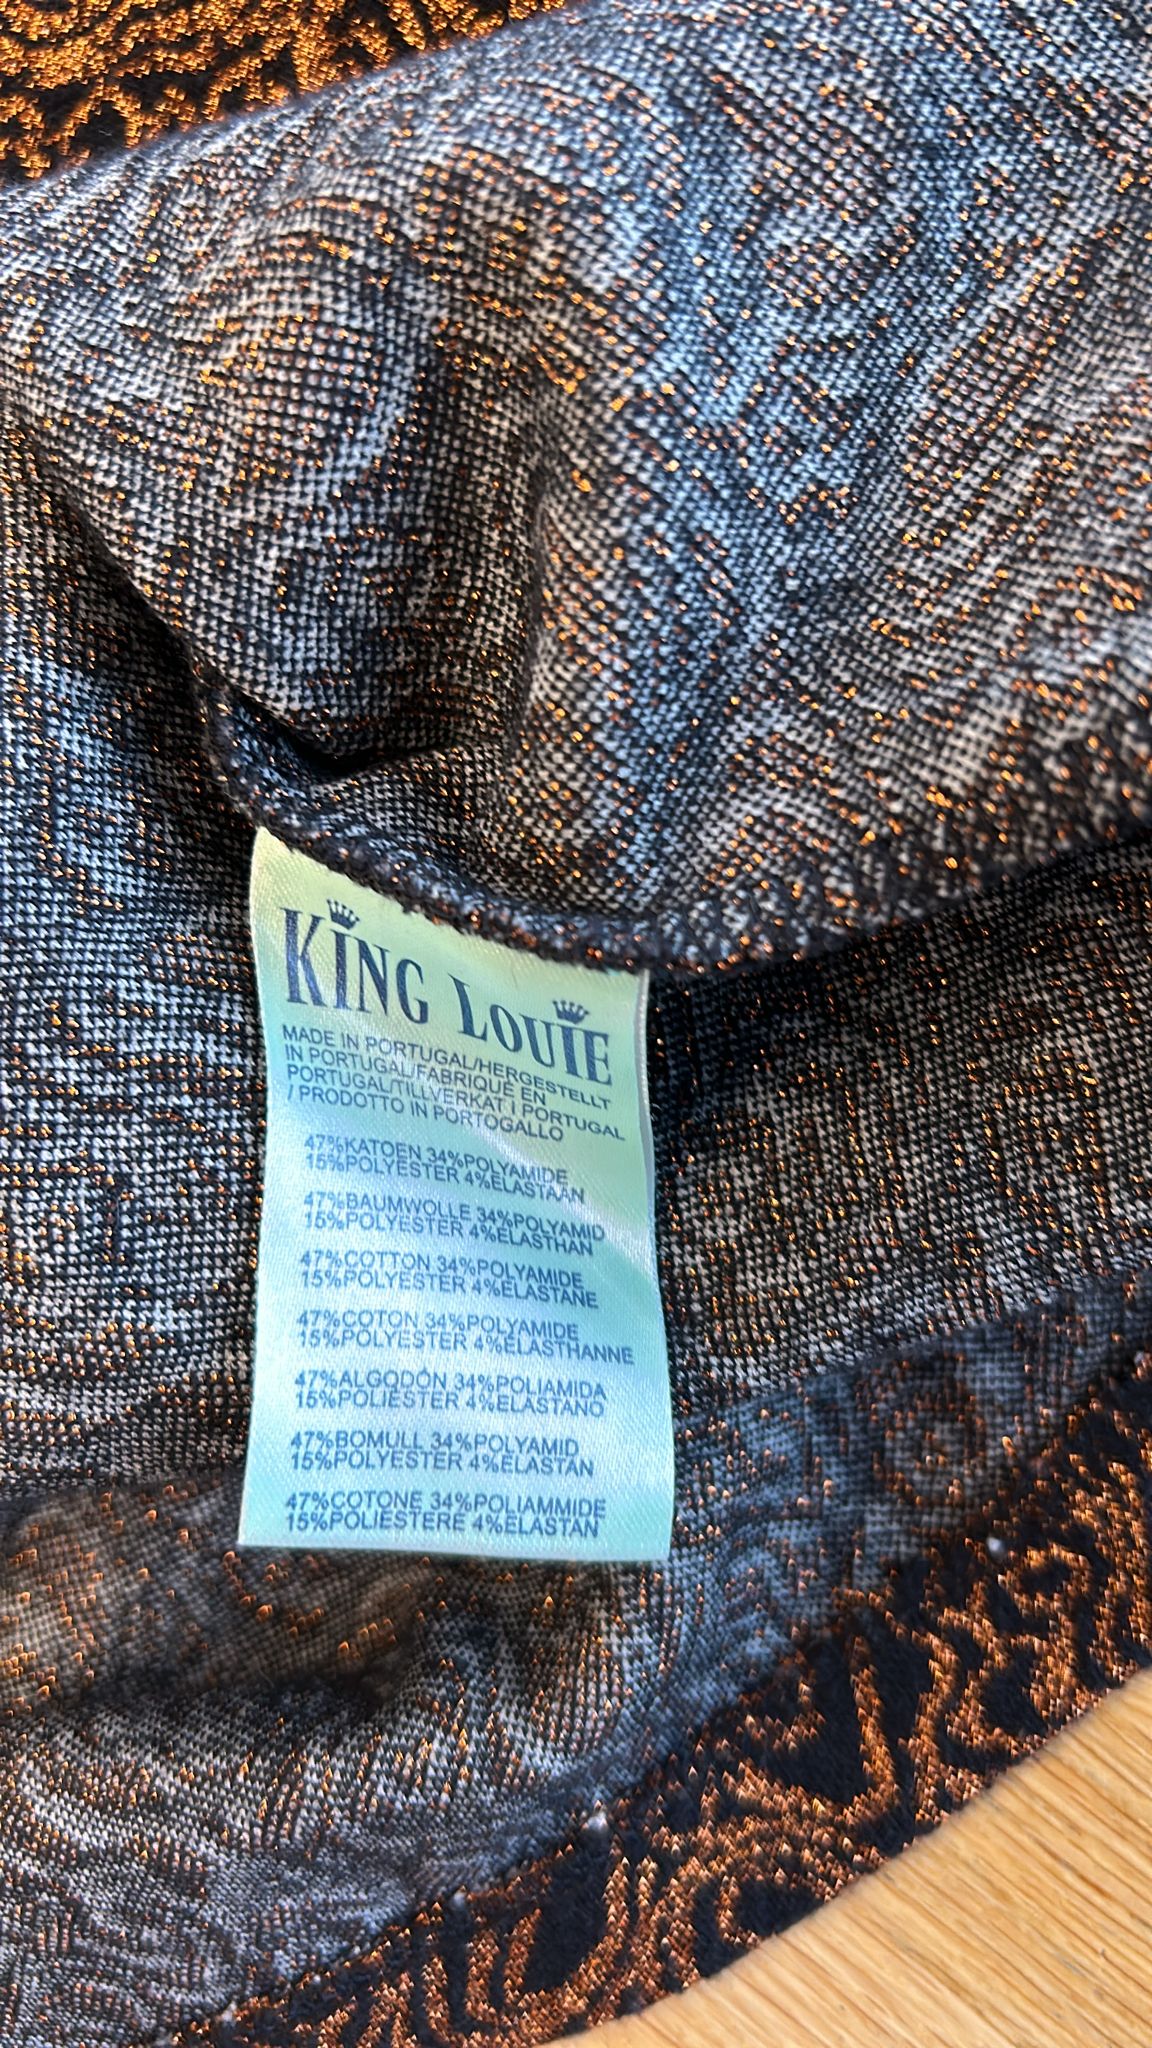 KING LOUIE
MADE IN PORTUGAL/HERGESTELLT
IN PORTUGAL/FABRIQUÉ EN
PORTUGAL/TILLVERKAT I PORTUGAL
/ PRODOTTO IN PORTOGALLO
47%KATOEN 34%POLYAMIDE
15%POLYESTER 4%ELASTAAN
47%BAUMWOLLE 34%POLYAMID
15%POLYESTER 4%ELASTHAN
47%COTTON 34%POLYAMIDE
15%POLYESTER 4%ELASTANE
47%COTON 34%POLYAMIDE
15%POLYESTER 4%ELASTHANNE
47%ALGODÓN 34%POLIAMIDA
15%POLIESTER 4%ELASTANO
47%BOMULL 34%POLYAMID
15%POLYESTER 4%ELASTAN
47%COTONE 34%POLIAMMIDE
15%POLIESTERE 4%ELASTAN